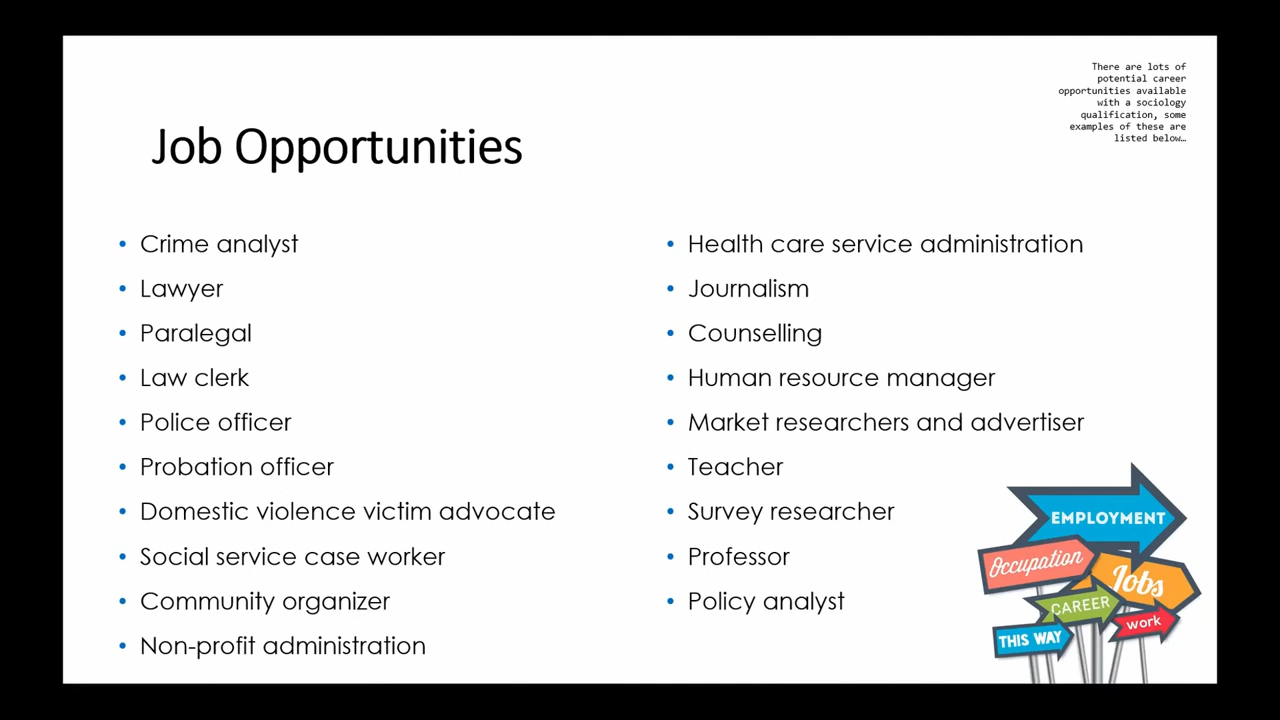 There are lots of
potential career
opportunities available
with a sociology
qualification, some
examples of these are
listed below…
Job Opportunities
• Crime analyst
• Lawyer
• Paralegal
• Law clerk
• Police officer
• Probation officer
• Domestic violence victim advocate
• Social service case worker
• Community organizer
• Non-profit administration
• Health care service administration
• Journalism
• Counselling
• Human resource manager
• Market researchers and advertiser
• Teacher
• Survey researcher
• Professor
• Policy analyst
EMPLOYMENT
Occupation
Jobs
CAREER
work
THIS WAY